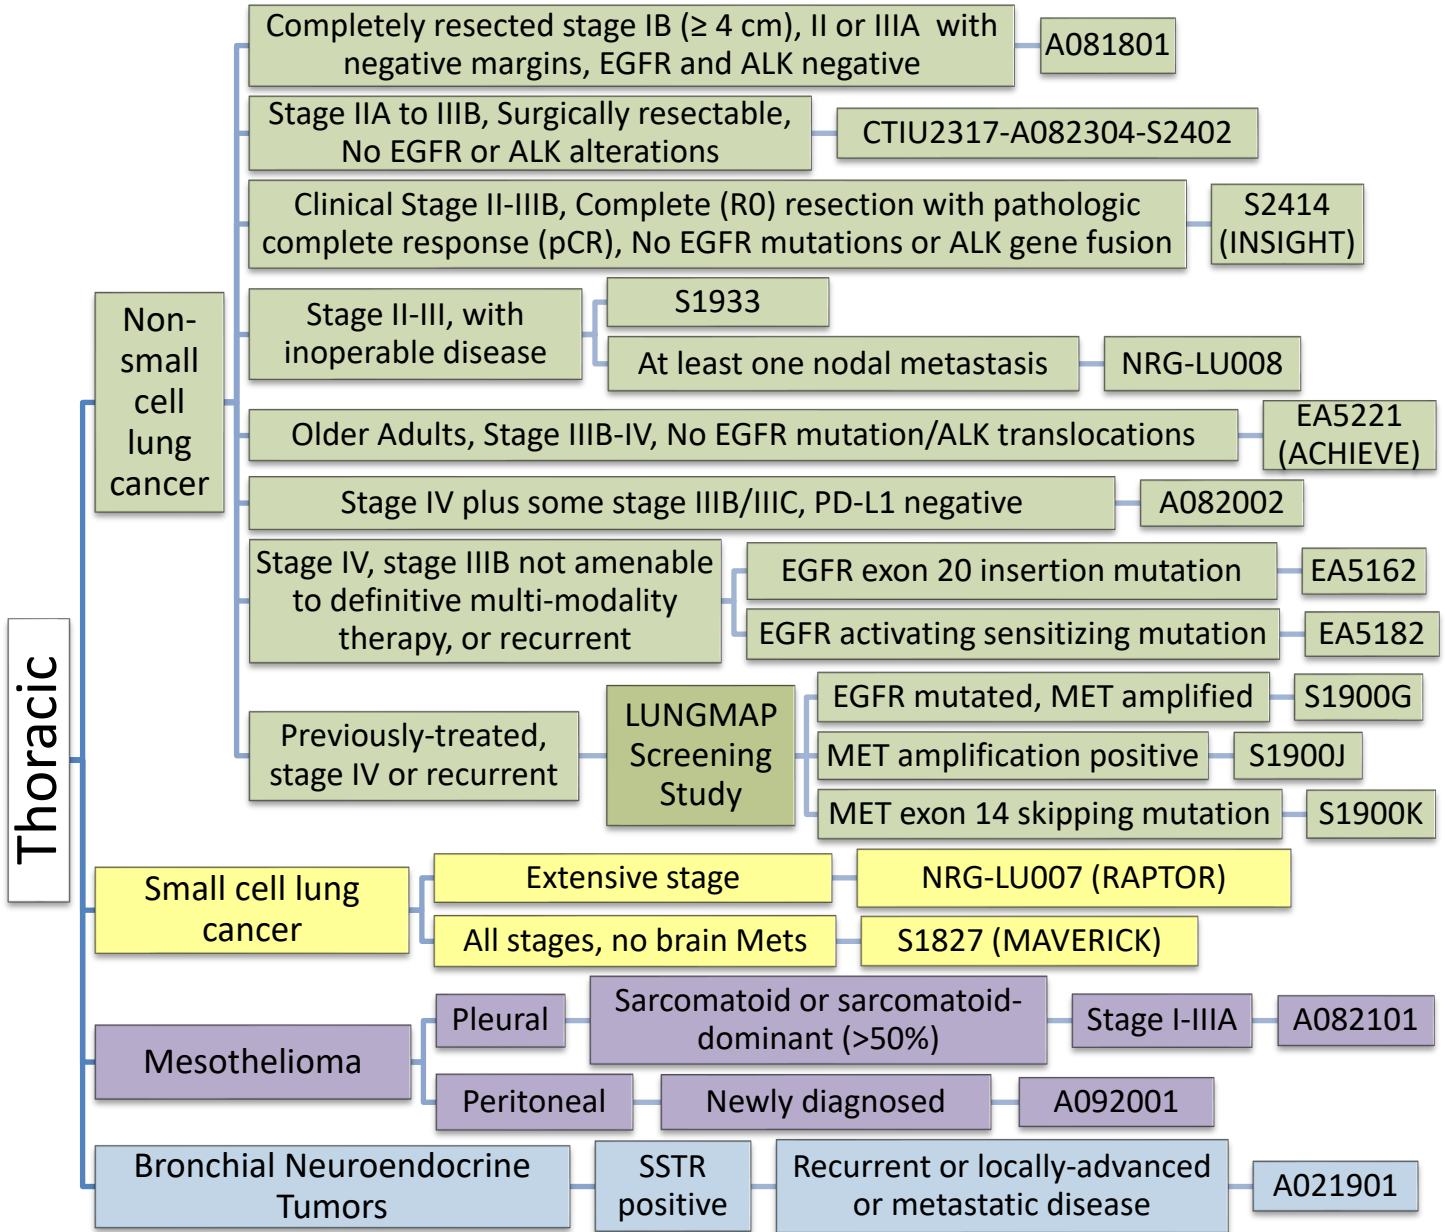 Thoracic
Non-
small
cell
lung
cancer
Completely resected stage IB (≥ 4 cm), II or IIIA with
negative margins, EGFR and ALK negative
A081801
Stage IIA to IIIB, Surgically resectable,
No EGFR or ALK alterations
CTIU2317-A082304-S2402
Clinical Stage II-IIIB, Complete (R0) resection with pathologic
complete response (pCR), No EGFR mutations or ALK gene fusion
S2414
(INSIGHT)
Stage II-III, with
inoperable disease
S1933
At least one nodal metastasis
NRG-LU008
Older Adults, Stage IIIB-IV, No EGFR mutation/ALK translocations
EA5221
(ACHIEVE)
Stage IV plus some stage IIIB/IIIC, PD-L1 negative
A082002
Stage IV, stage IIIB not amenable
to definitive multi-modality
therapy, or recurrent
EGFR exon 20 insertion mutation
EA5162
EGFR activating sensitizing mutation
EA5182
Previously-treated,
stage IV or recurrent
LUNGMAP
Screening
Study
EGFR mutated, MET amplified
S1900G
MET amplification positive
S1900J
MET exon 14 skipping mutation
S1900K
Small cell lung
cancer
Extensive stage
NRG-LU007 (RAPTOR)
All stages, no brain Mets
S1827 (MAVERICK)
Mesothelioma
Pleural
Sarcomatoid or sarcomatoid-
dominant (>50%)
Stage I-IIIA
A082101
Peritoneal
Newly diagnosed
A092001
Bronchial Neuroendocrine
Tumors
SSTR
positive
Recurrent or locally-advanced
or metastatic disease
A021901